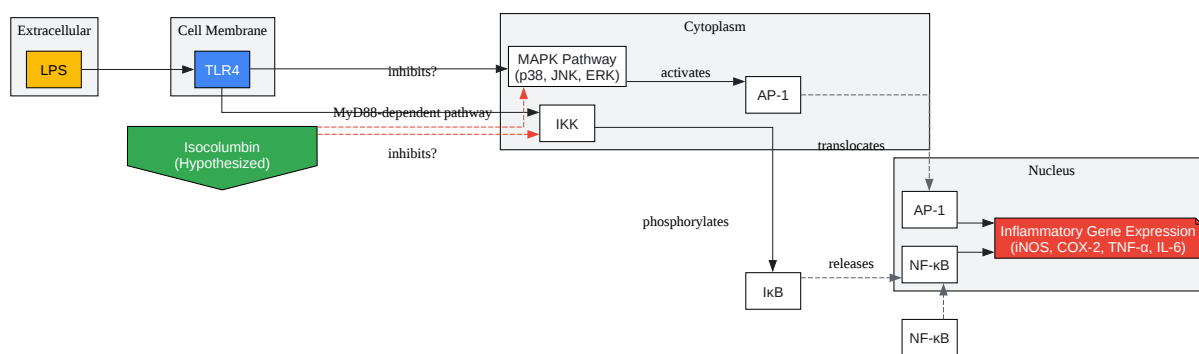 Extracellular
LPS
Cell Membrane
TLR4
Cytoplasm
inhibits?
MAPK Pathway
(p38, JNK, ERK)
activates
AP-1
MyD88-dependent pathway
IKK
Isocolumbin
(Hypothesized)
inhibits?
translocates
Nucleus
AP-1
phosphorylates
Inflammatory Gene Expression
(iNOS, COX-2, TNF-α, IL-6)
NF-κB
releases
IκB
NF-κB